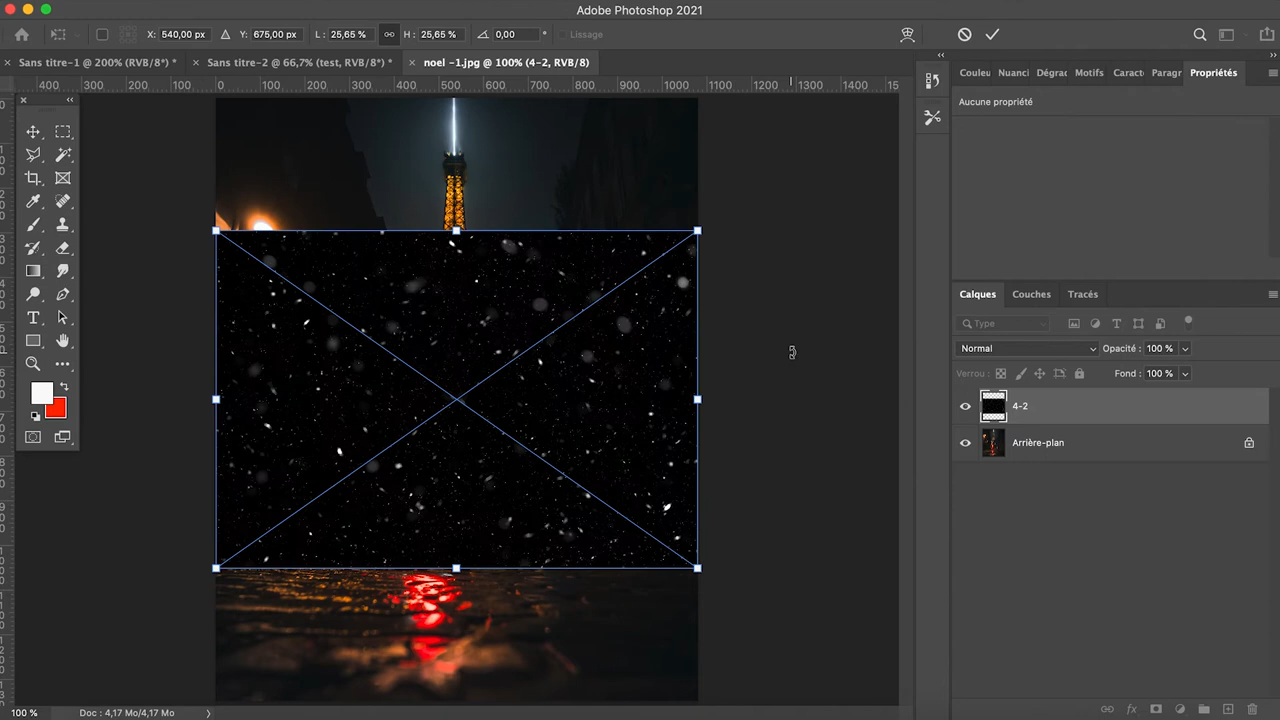 Adobe Photoshop 2021
X: 540,00 px Y: 675,00 px L: 25,65 % H: 25,65 % 0,00 ° Lissage
Sans titre-1 @ 200% (RVB/8*) * Sans titre-2 @ 66,7% (test, RVB/8*) * noel -1.jpg @ 100% (4-2, RVB/8)
400 300 200 100 0 100 200 300 400 500 600 700 800 900 1000 1100 1200 1300 1400 15
Couleu Nuanci Dégrac Motifs Caract Paragr Propriétés
Aucune propriété
Calques Couches Tracés
Type
Normal Opacité : 100 %
Verrou : Fond : 100 %
4-2
Arrière-plan
100 % Doc : 4,17 Mo/4,17 Mo